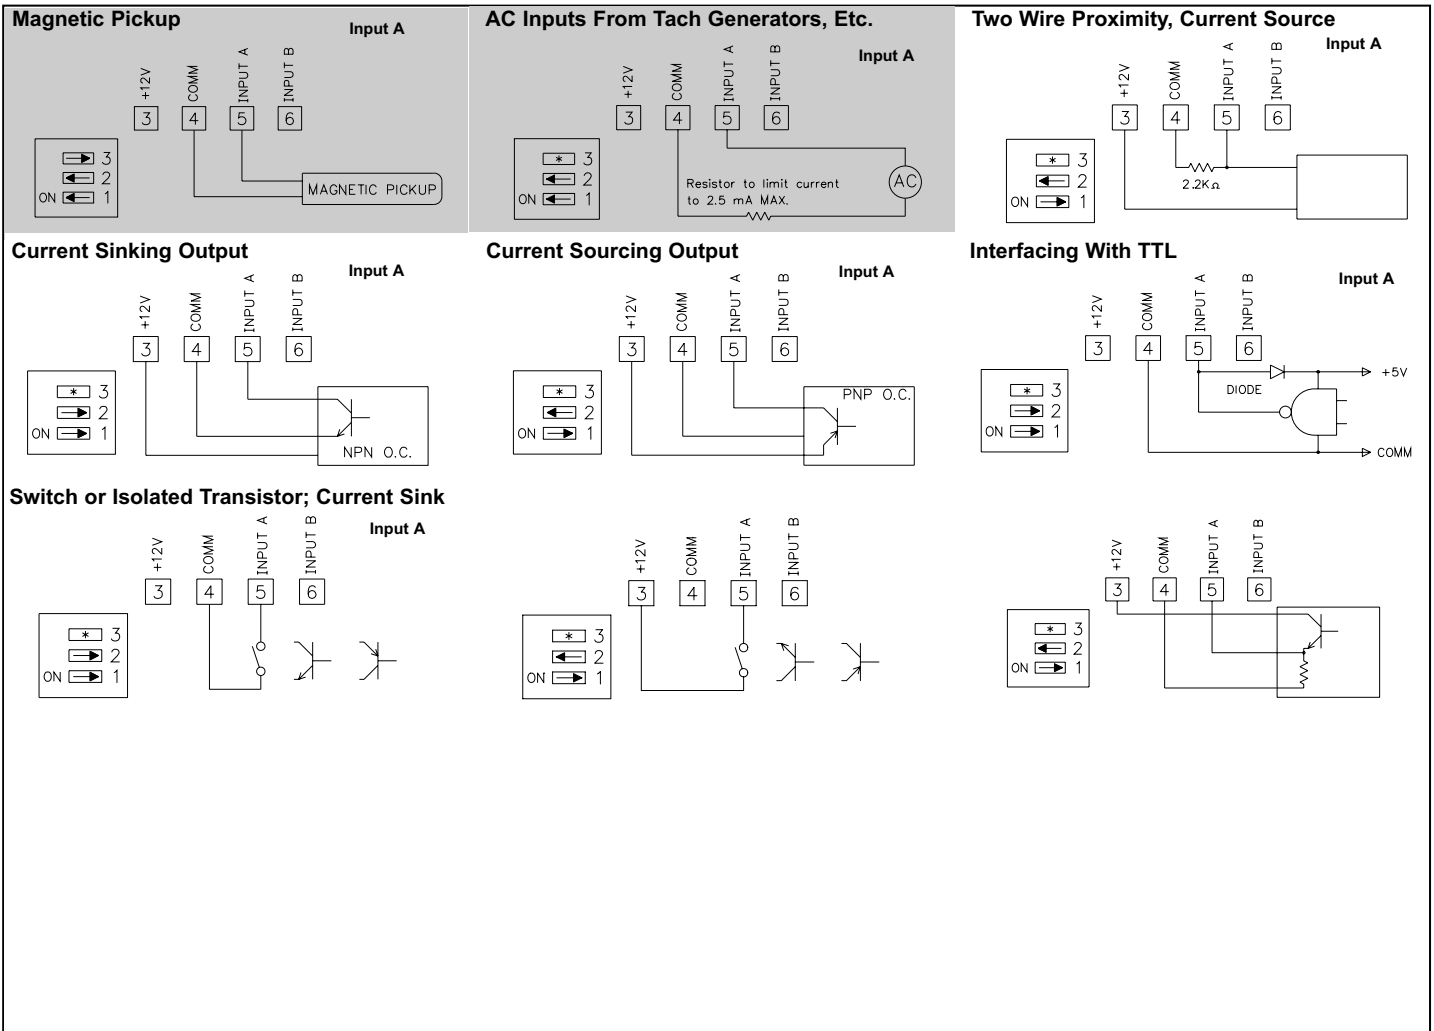 Magnetic Pickup
Input A
+12V
COMM
INPUT A
INPUT B
3
4
5
6
3
2
ON 1
MAGNETIC PICKUP
AC Inputs From Tach Generators, Etc.
Input A
+12V
COMM
INPUT A
INPUT B
3
4
5
6
* 3
2
ON 1
Resistor to limit current
to 2.5 mA MAX.
AC
Two Wire Proximity, Current Source
Input A
+12V
COMM
INPUT A
INPUT B
3
4
5
6
* 3
2
ON 1
2.2KΩ
Current Sinking Output
Input A
+12V
COMM
INPUT A
INPUT B
3
4
5
6
* 3
2
ON 1
NPN O.C.
Current Sourcing Output
Input A
+12V
COMM
INPUT A
INPUT B
3
4
5
6
* 3
2
ON 1
PNP O.C.
Interfacing With TTL
Input A
+12V
COMM
INPUT A
INPUT B
3
4
5
6
* 3
2
ON 1
DIODE
+5V
COMM
Switch or Isolated Transistor; Current Sink
Input A
+12V
COMM
INPUT A
INPUT B
3
4
5
6
* 3
2
ON 1
+12V
COMM
INPUT A
INPUT B
3
4
5
6
* 3
2
ON 1
+12V
COMM
INPUT A
INPUT B
3
4
5
6
* 3
2
ON 1